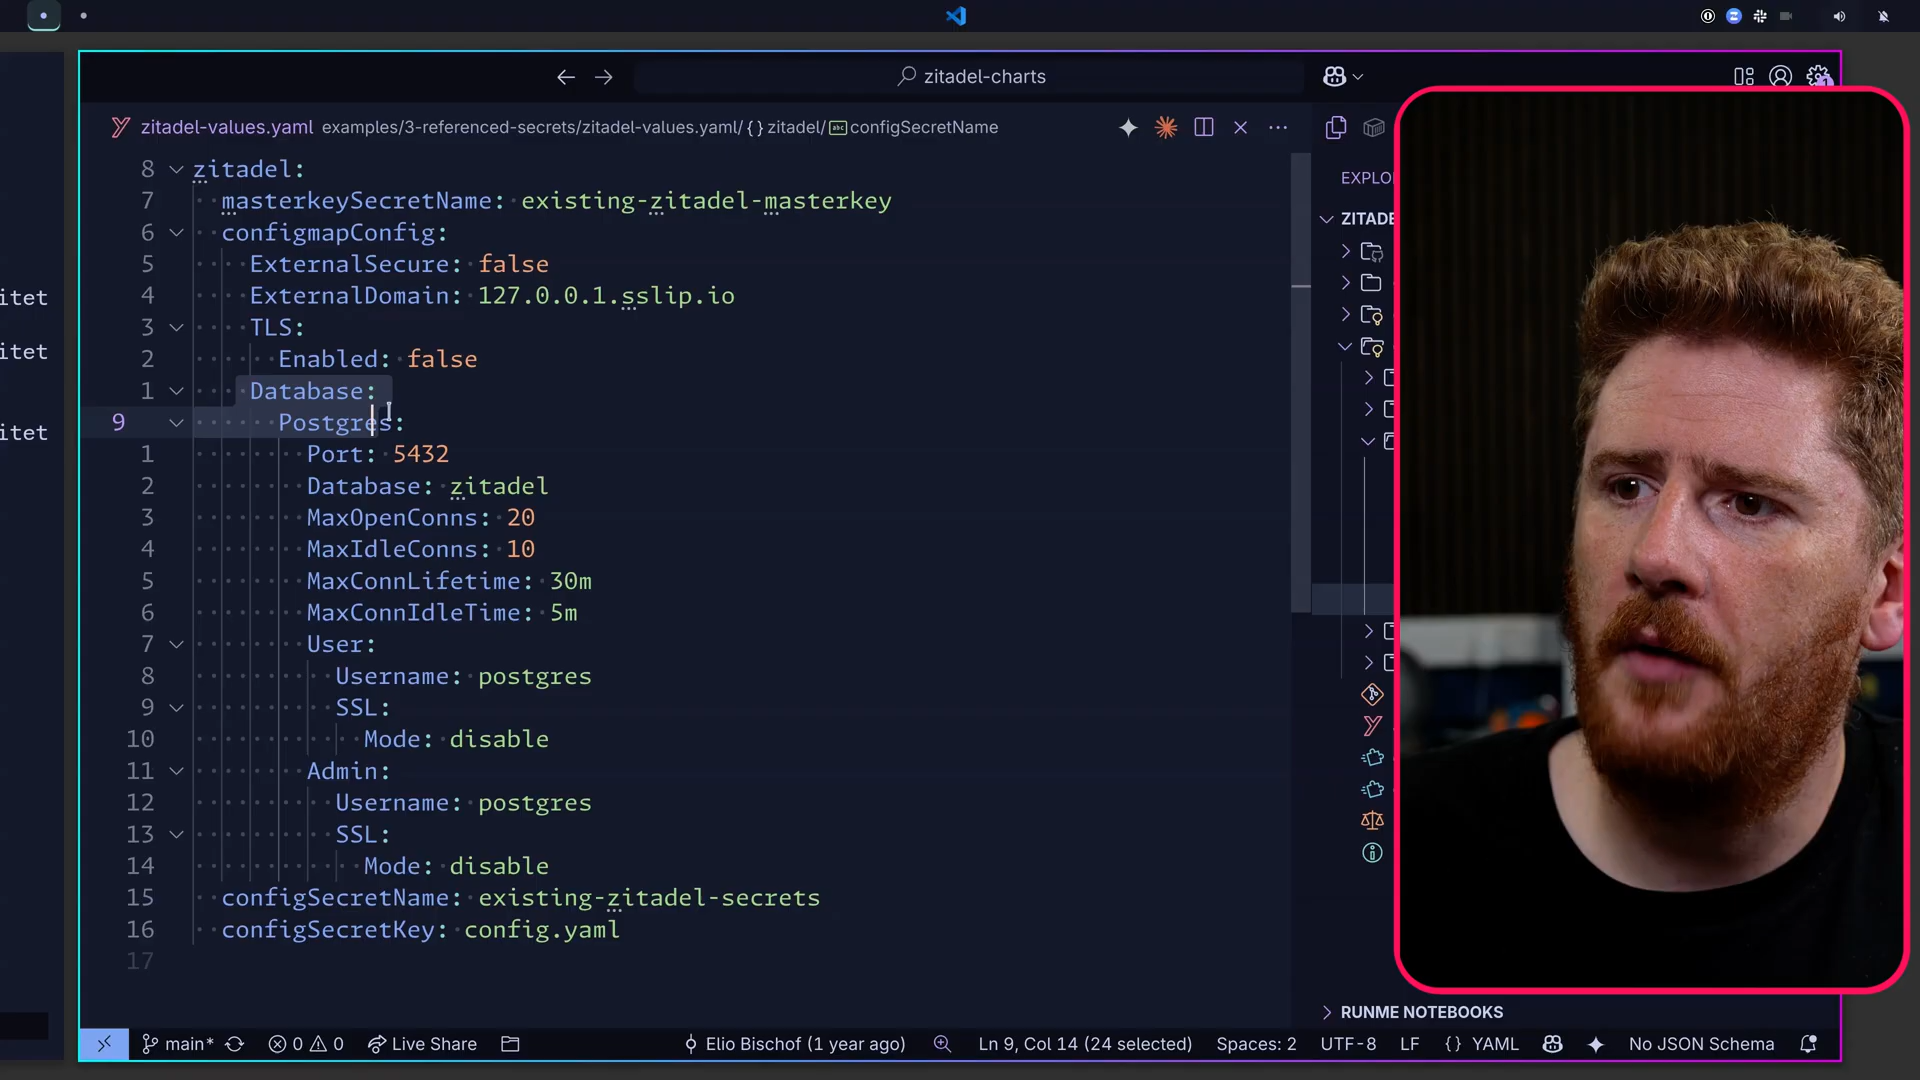 zitadel-charts
zitadel-values.yaml examples/3-referenced-secrets/zitadel-values.yaml/ {} zitadel/ abc configSecretName
EXPLO
ZITADE
itet
itet
itet
8 zitadel:
7 masterkeySecretName: existing-zitadel-masterkey
6 configmapConfig:
5 ExternalSecure: false
4 ExternalDomain: 127.0.0.1.sslip.io
3 TLS:
2 Enabled: false
1 Database:
9 Postgres:
1 Port: 5432
2 Database: zitadel
3 MaxOpenConns: 20
4 MaxIdleConns: 10
5 MaxConnLifetime: 30m
6 MaxConnIdleTime: 5m
7 User:
8 Username: postgres
9 SSL:
10 Mode: disable
11 Admin:
12 Username: postgres
13 SSL:
14 Mode: disable
15 configSecretName: existing-zitadel-secrets
16 configSecretKey: config.yaml
17
RUNME NOTEBOOKS
main* 0 0 Live Share Elio Bischof (1 year ago) Ln 9, Col 14 (24 selected) Spaces: 2 UTF-8 LF {} YAML No JSON Schema